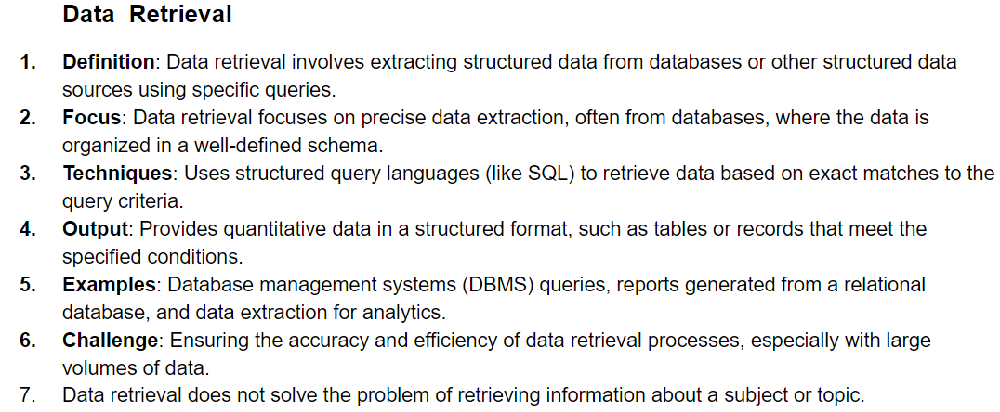 Data Retrieval
1. Definition: Data retrieval involves extracting structured data from databases or other structured data
sources using specific queries.
2. Focus: Data retrieval focuses on precise data extraction, often from databases, where the data is
organized in a well-defined schema.
3. Techniques: Uses structured query languages (like SQL) to retrieve data based on exact matches to the
query criteria.
4. Output: Provides quantitative data in a structured format, such as tables or records that meet the
specified conditions.
5. Examples: Database management systems (DBMS) queries, reports generated from a relational
database, and data extraction for analytics.
6. Challenge: Ensuring the accuracy and efficiency of data retrieval processes, especially with large
volumes of data.
7. Data retrieval does not solve the problem of retrieving information about a subject or topic.